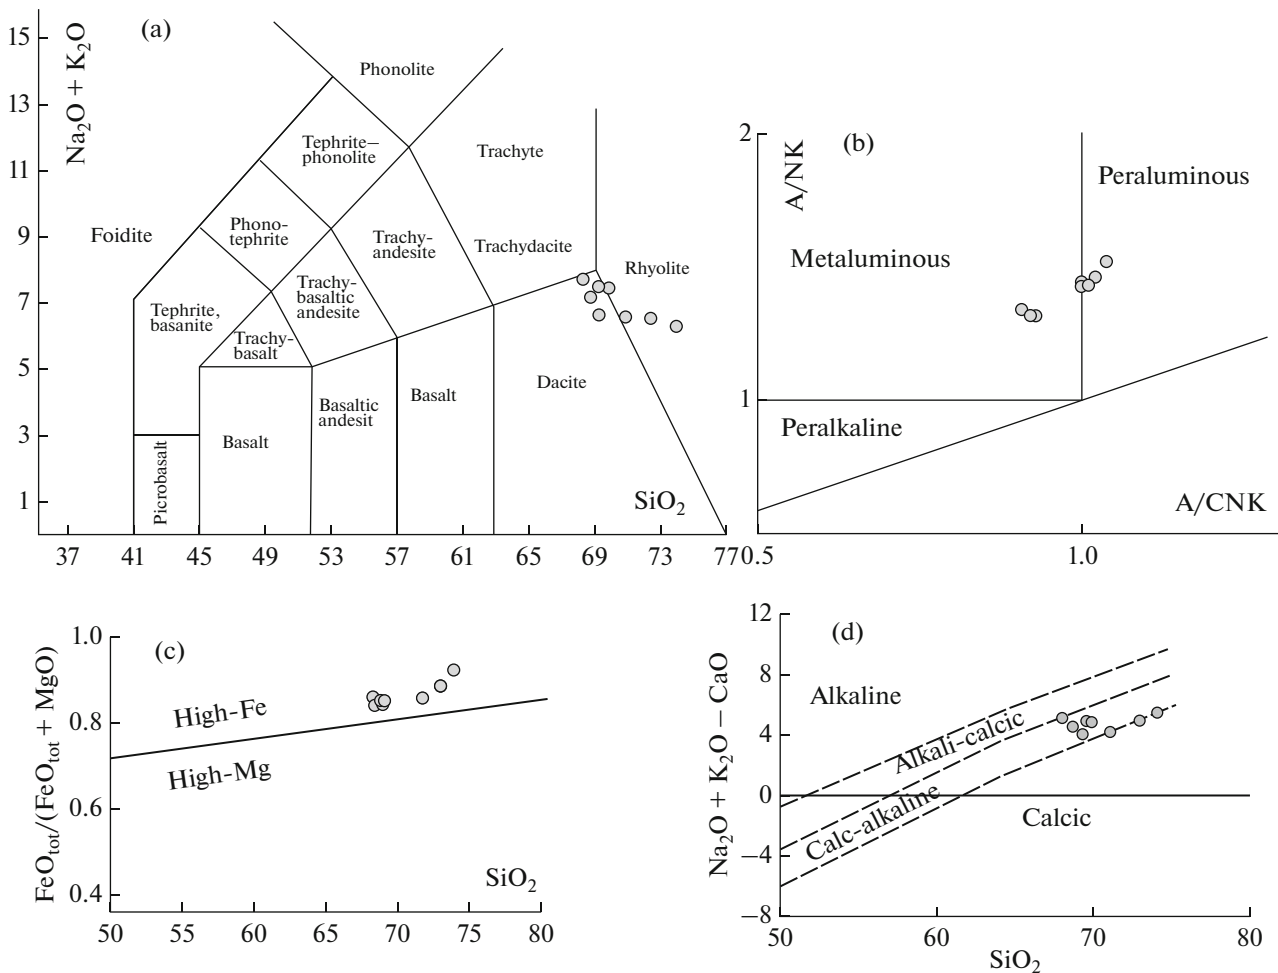 (a)
Na2O + K2O
15
13
11
9
7
5
3
1
Phonolite
Tephrite–
phonolite
Trachyte
Foidite
Phono-
tephrite
Trachy-
andesite
Trachydacite
Rhyolite
Tephrite,
basanite
Trachy-
basaltic
andesite
Trachy-
basalt
Dacite
Basaltic
andesit
Basalt
Basalt
Picrobasalt
SiO2
37
41
45
49
53
57
61
65
69
73
77
(b)
A/NK
2
1
Peraluminous
Metaluminous
Peralkaline
A/CNK
0.5
1.0
(c)
FeOtot/(FeOtot + MgO)
1.0
0.8
0.6
0.4
High-Fe
High-Mg
SiO2
50
55
60
65
70
75
80
(d)
Na2O + K2O – CaO
12
8
4
0
–4
–8
Alkaline
Alkali-calcic
Calc-alkaline
Calcic
50
60
70
80
SiO2